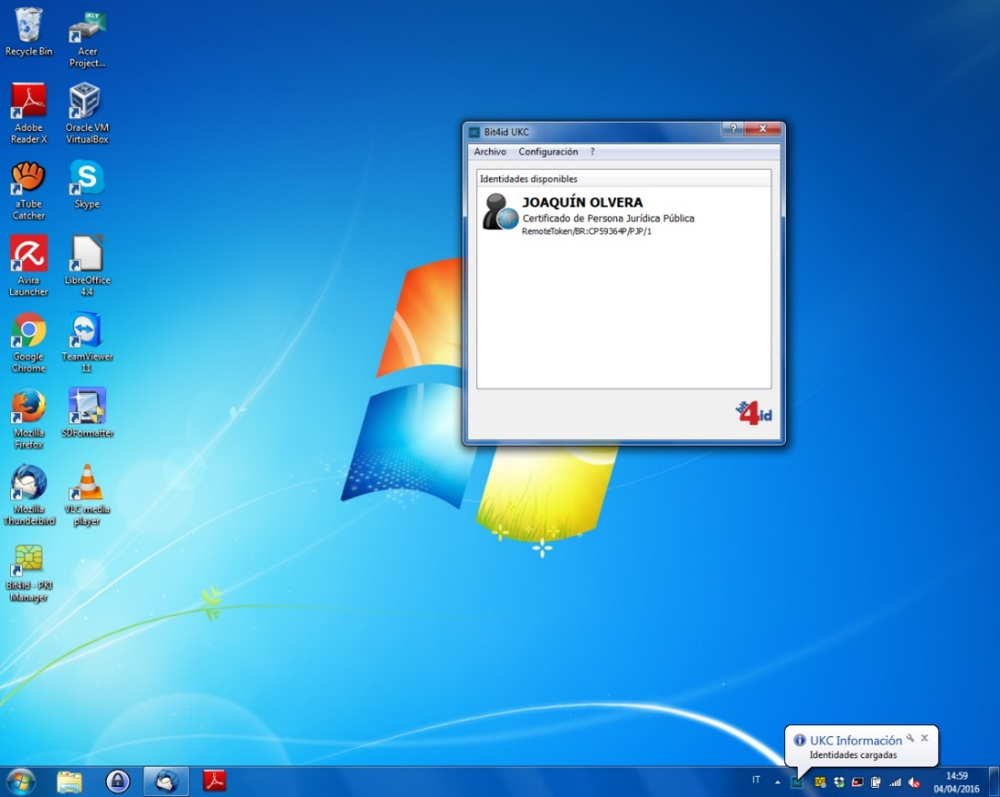 Recycle Bin
Acer
Project...
Adobe
Reader X
Oracle VM
VirtualBox
aTube
Catcher
Skype
Avira
Launcher
LibreOffice
4.4
Google
Chrome
TeamViewer
11
Mozilla
Firefox
SDFormatter
Mozilla
Thunderbird
VLC media
player
Bit4id - PKI
Manager
Bit4id UKC
Archivo Configuración ?
Identidades disponibles
JOAQUÍN OLVERA
Certificado de Persona Jurídica Pública
RemoteToken/BR:CP59364P/PJP/1
bit
4id
UKC Información
Identidades cargadas
IT
14:59
04/04/2016